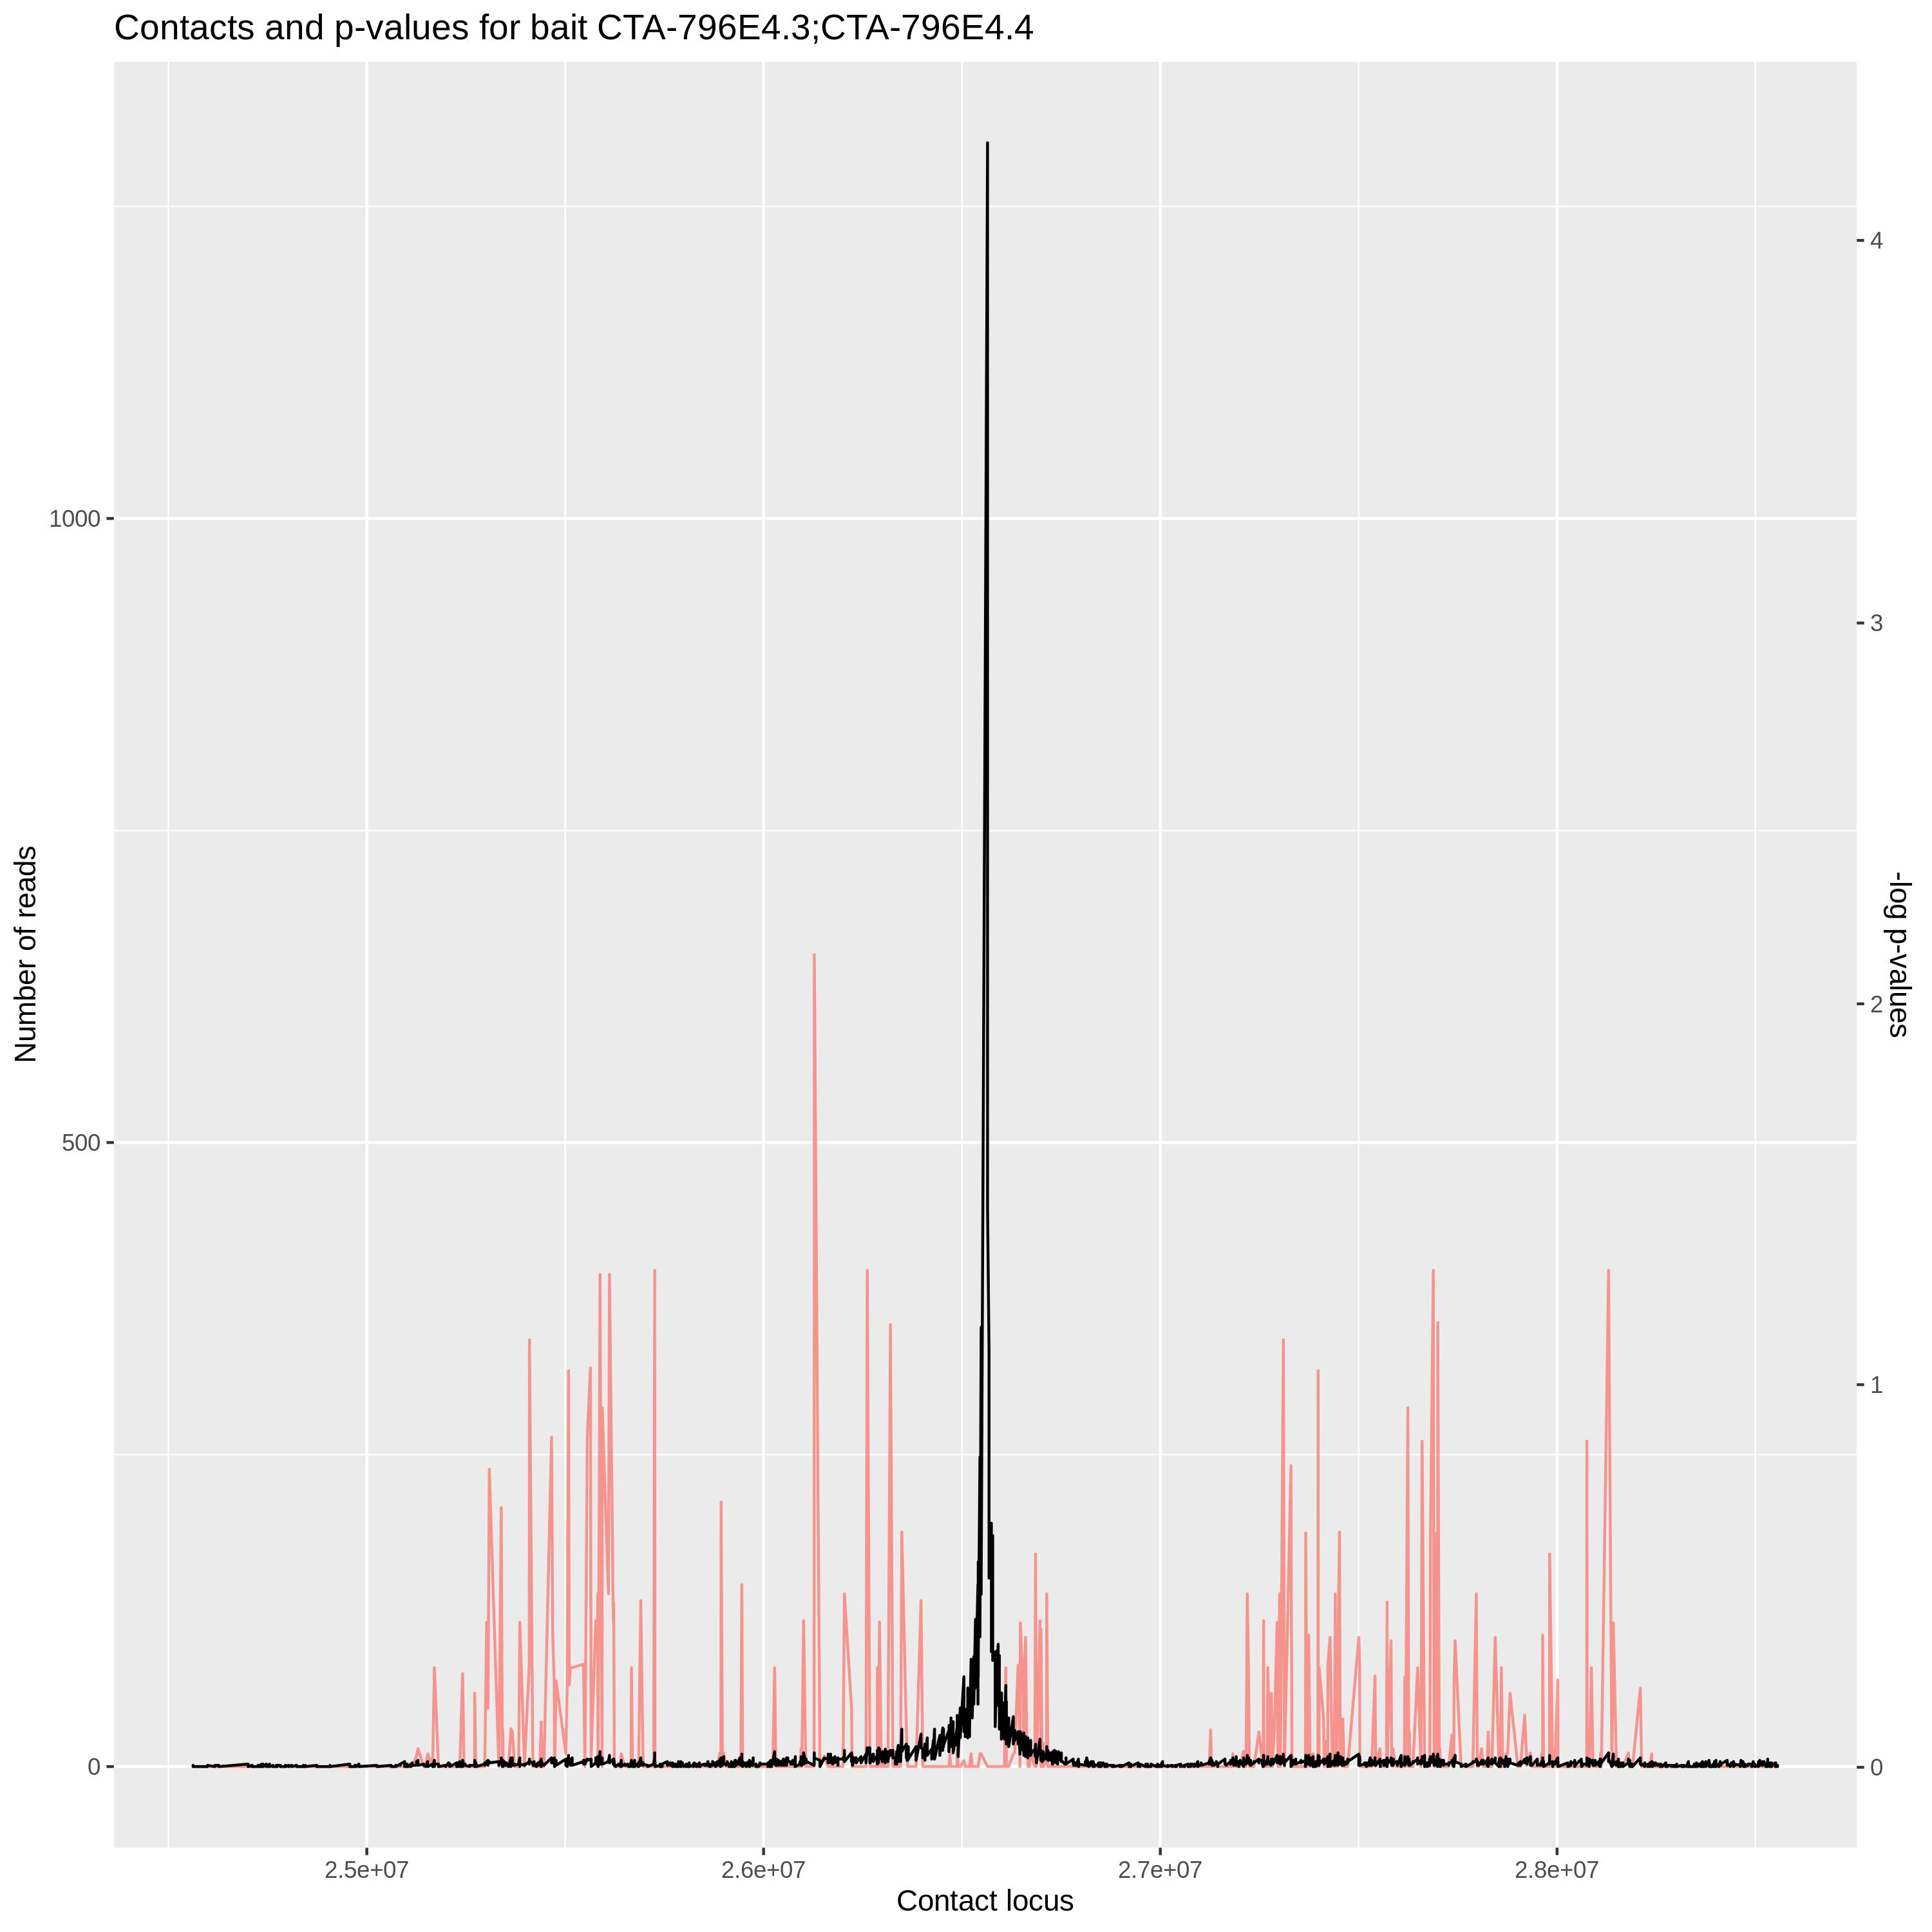 Contacts and p-values for bait CTA-796E4.3;CTA-796E4.4
Number of reads
1000
500
0
4
3
2
1
0
-log p-values
2.5e+07
2.6e+07
2.7e+07
2.8e+07
Contact locus